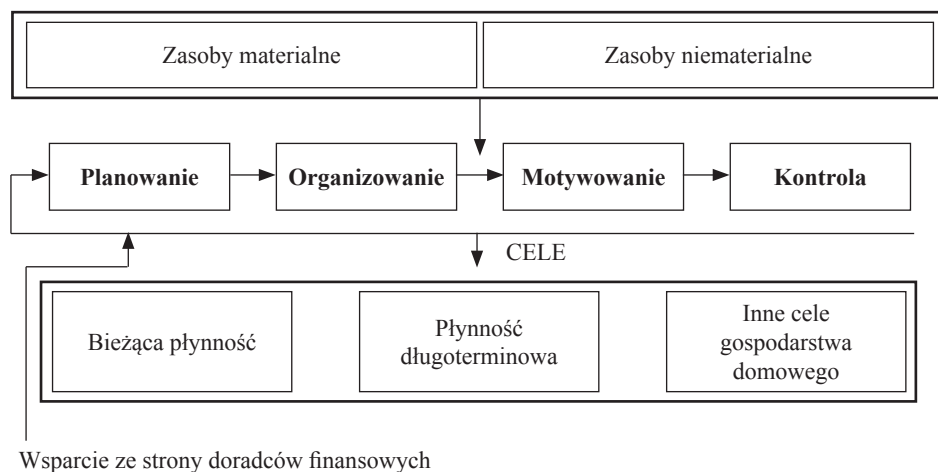 Zasoby materialne
Zasoby niematerialne
Planowanie
Organizowanie
Motywowanie
Kontrola
CELE
Bieżąca płynność
Płynność
długoterminowa
Inne cele
gospodarstwa
domowego
Wsparcie ze strony doradców finansowych